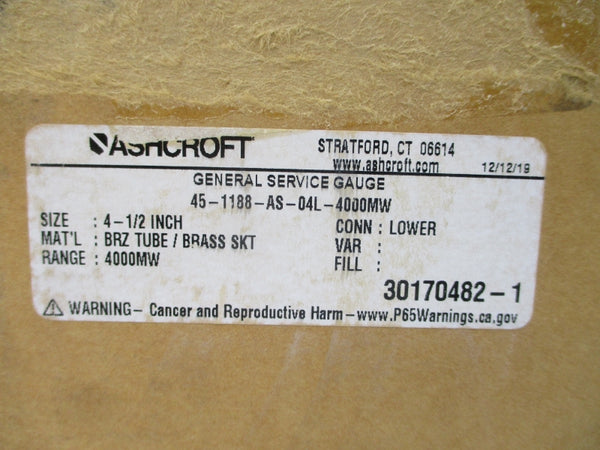 ASHCROFT STRATFORD, CT 06614
www.ashcroft.com 12/12/19
GENERAL SERVICE GAUGE
45-1188-AS-04L-4000MW
SIZE : 4-1/2 INCH CONN : LOWER
MAT'L : BRZ TUBE / BRASS SKT VAR :
RANGE : 4000MW FILL :
30170482-1
⚠ WARNING- Cancer and Reproductive Harm-www.P65Warnings.ca.gov